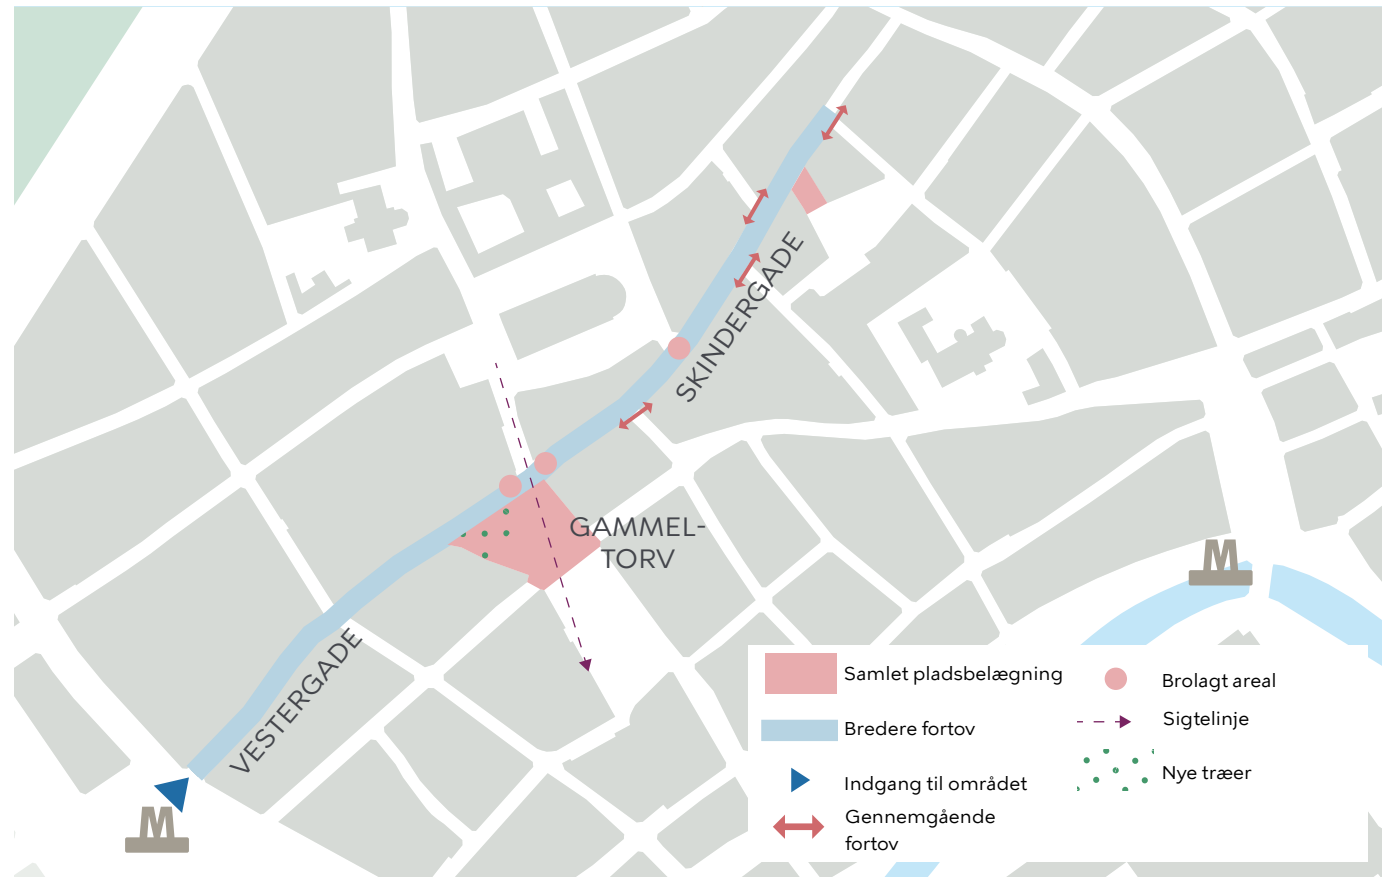 SKINDERGADE
GAMMEL-
TORV
VESTERGADE
M
M
Samlet pladsbelægning
Bredere fortov
Indgang til området
Gennemgående
fortov
Brolagt areal
Sigtelinje
Nye træer